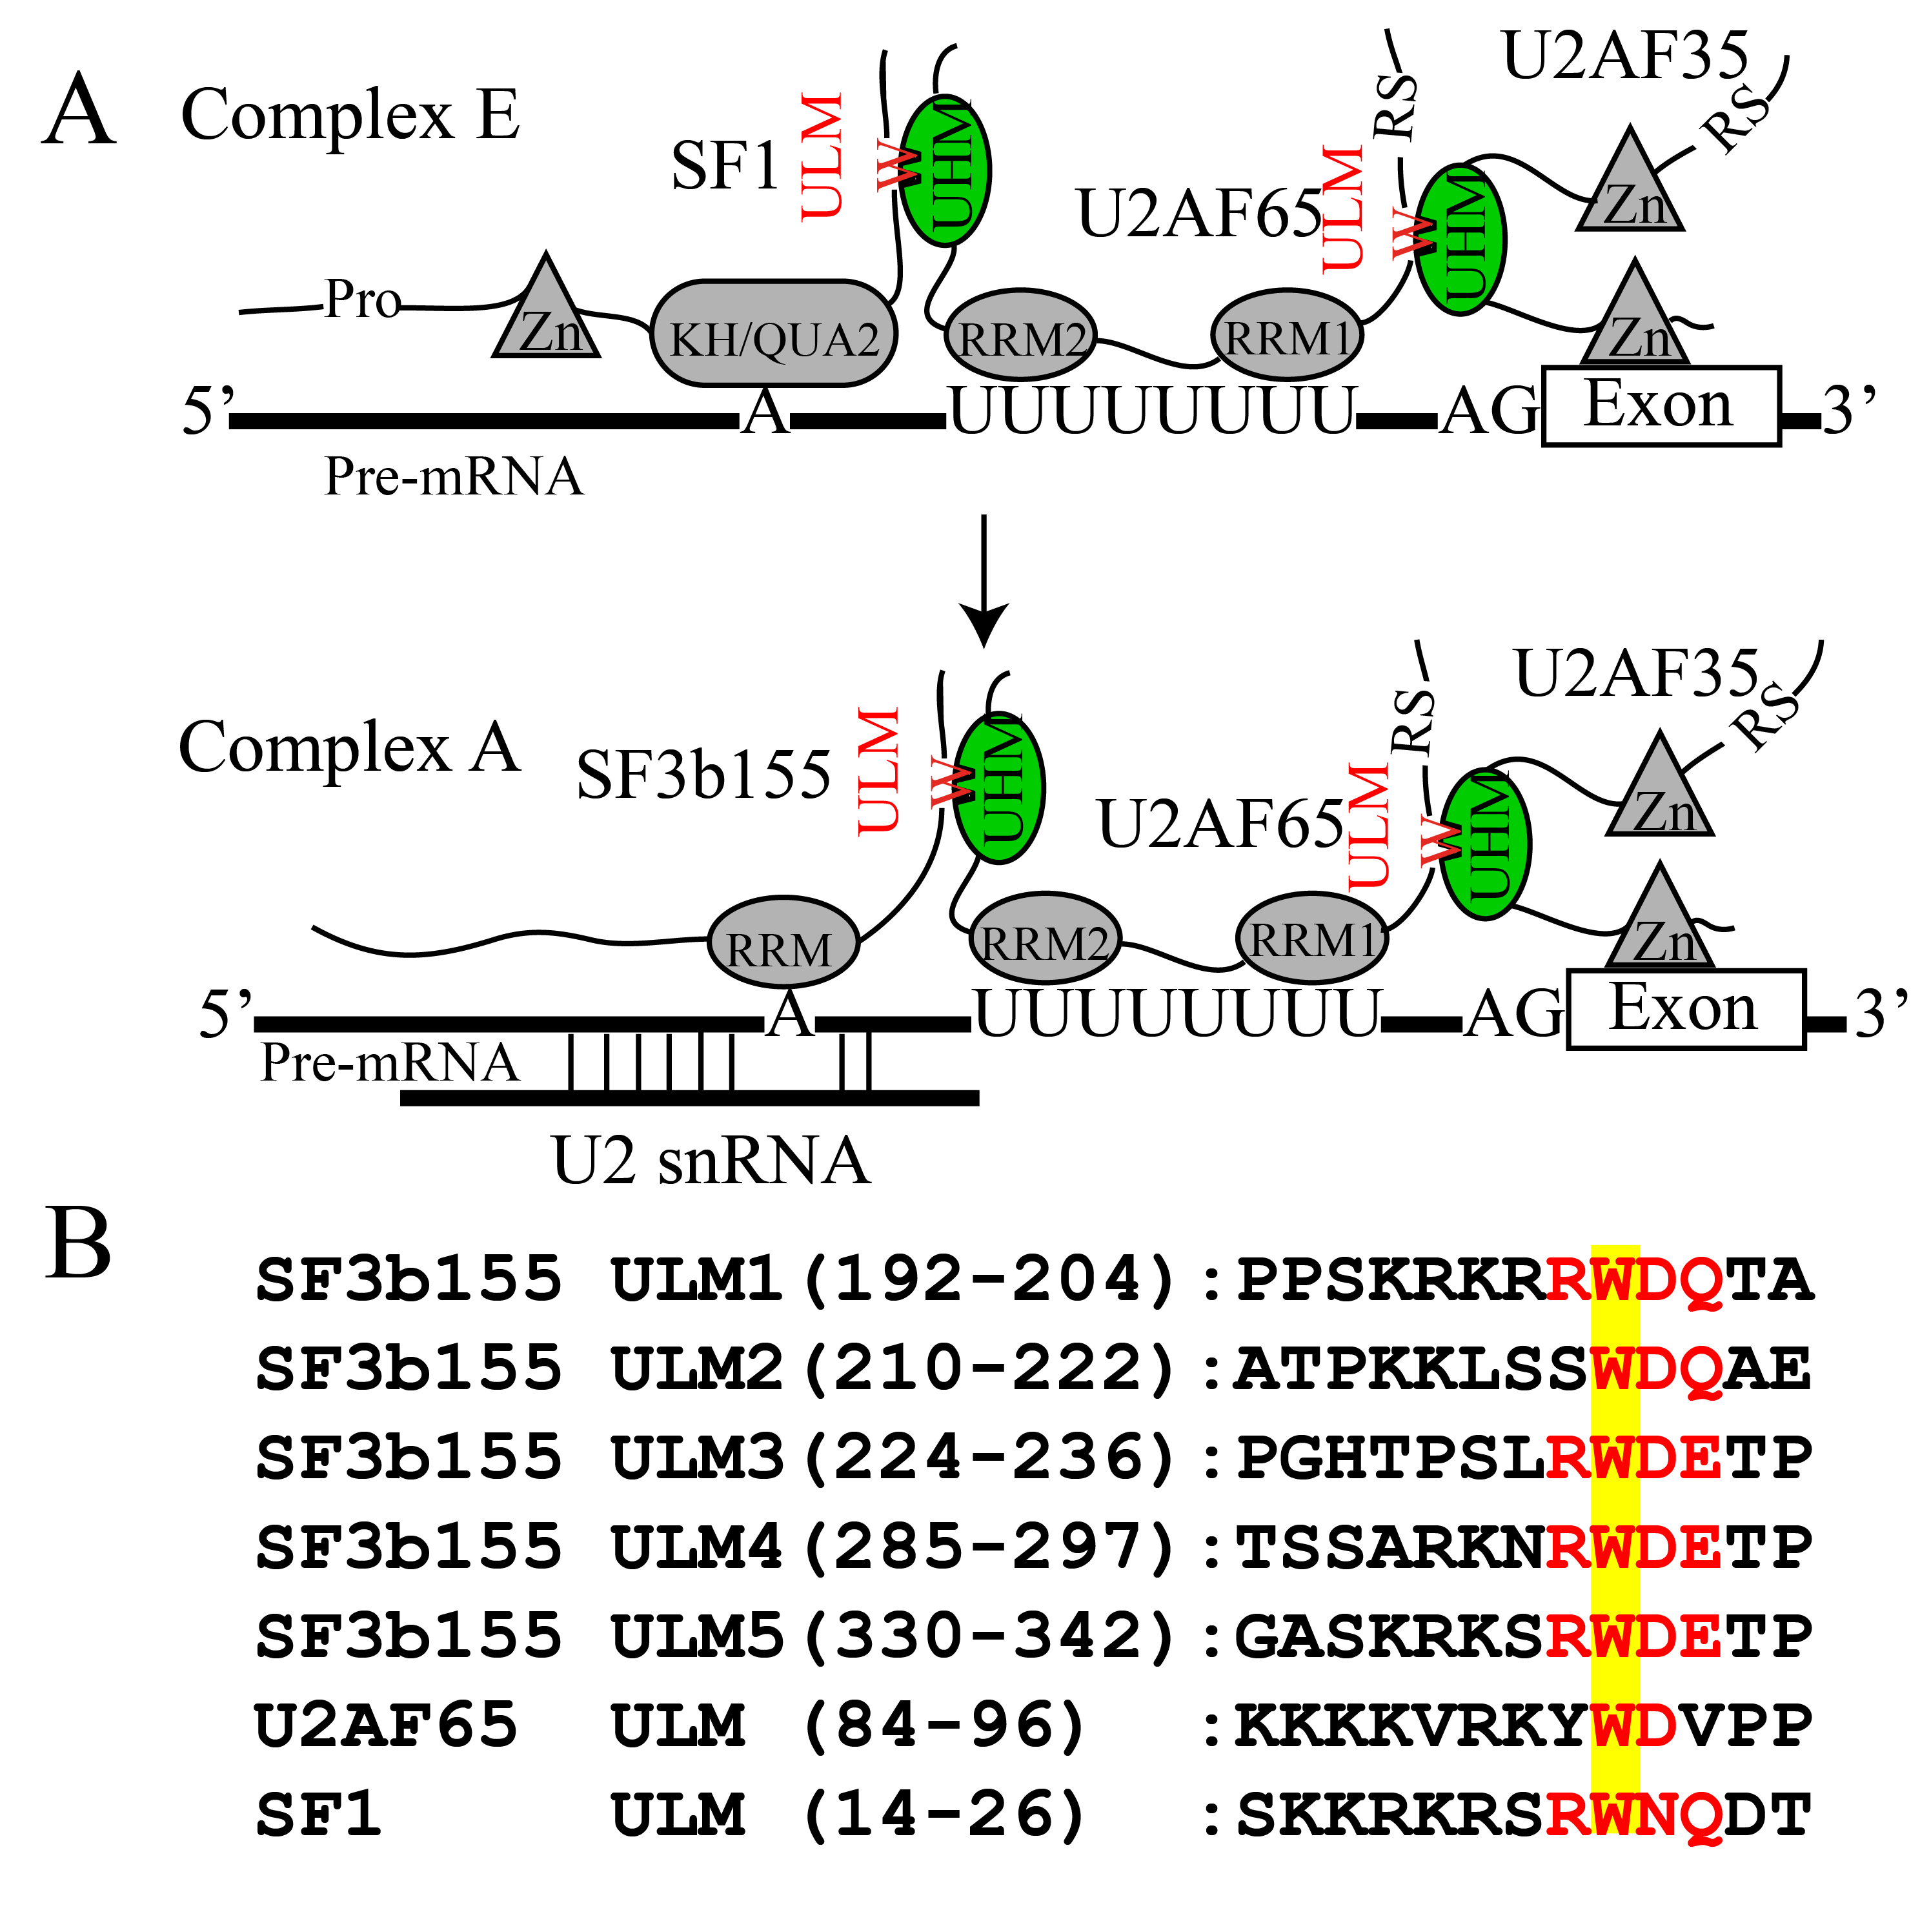 A
Complex E
SF1
ULM
W
UHM
U2AF65
ULM
RS
W
UHM
U2AF35
RS
Zn
Pro
Zn
KH/QUA2
RRM2
RRM1
Zn
5’
A
UUUUUUUU
AG
Exon
3’
Pre-mRNA
Complex A
SF3b155
ULM
W
UHM
U2AF65
ULM
RS
W
UHM
U2AF35
RS
Zn
RRM
RRM2
RRM1
Zn
5’
A
UUUUUUUU
AG
Exon
3’
Pre-mRNA
U2 snRNA
B
SF3b155 ULM1(192-204):PPSKRKRRWDQTA
SF3b155 ULM2(210-222):ATPKKLSSWDQAE
SF3b155 ULM3(224-236):PGHTPSLRWDETP
SF3b155 ULM4(285-297):TSSARKNRWDETP
SF3b155 ULM5(330-342):GASKRKSRWDETP
U2AF65 ULM (84-96) :KKKKVRKYWDVPP
SF1 ULM (14-26) :SKKRKRSRWNQDT